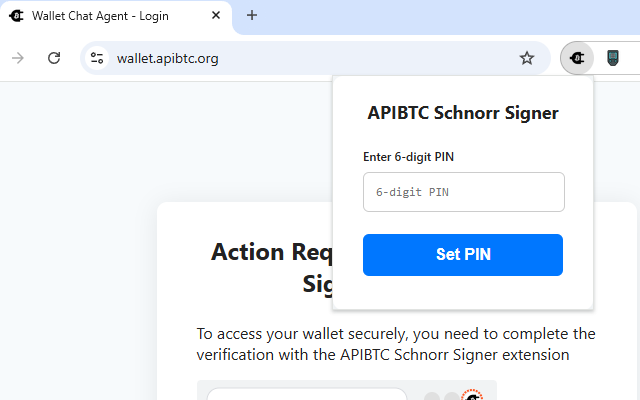 Wallet Chat Agent - Login
wallet.apibtc.org
APIBTC Schnorr Signer
Enter 6-digit PIN
6-digit PIN
Set PIN
Action Req
Sig
To access your wallet securely, you need to complete the
verification with the APIBTC Schnorr Signer extension